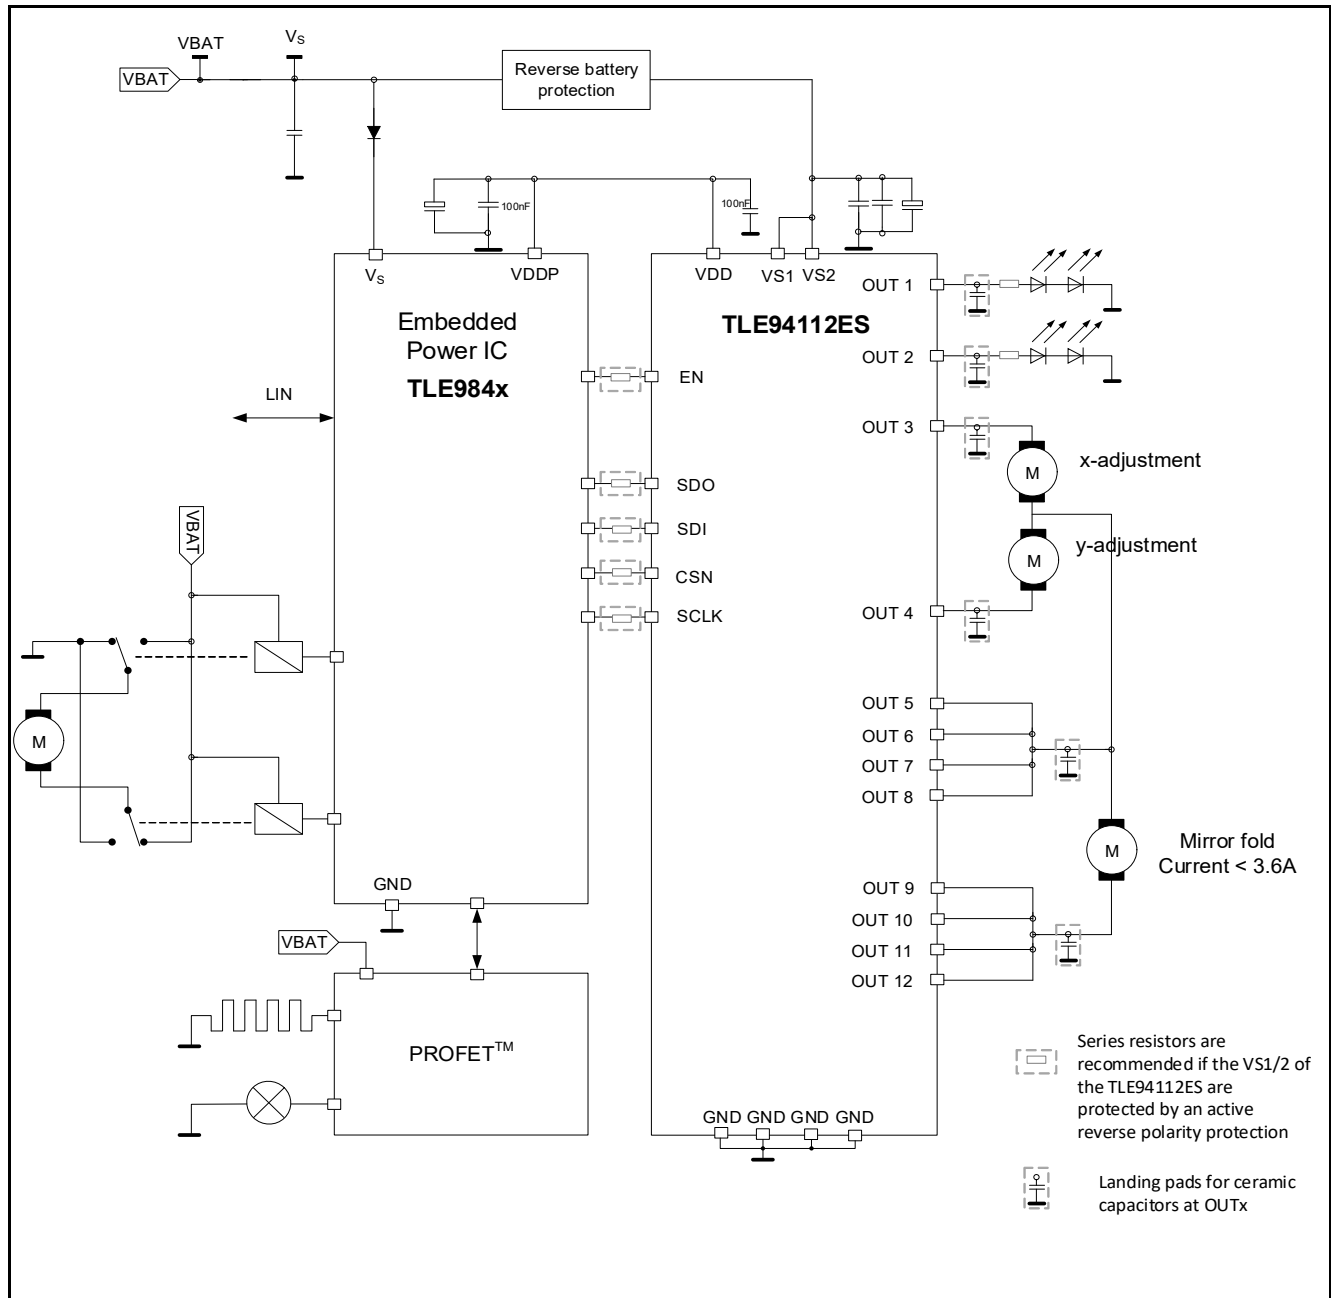 VBAT
VS
VBAT
Reverse battery
protection
100nF
100nF
VS
VDDP
VDD
VS1
VS2
OUT 1
Embedded
Power IC
TLE984x
TLE94112ES
OUT 2
EN
LIN
OUT 3
x-adjustment
SDO
VBAT
SDI
M
y-adjustment
M
CSN
OUT 4
SCLK
OUT 5
OUT 6
M
OUT 7
OUT 8
M
Mirror fold
Current < 3.6A
GND
OUT 9
OUT 10
VBAT
OUT 11
OUT 12
PROFET™
Series resistors are
recommended if the VS1/2 of
the TLE94112ES are
protected by an active
reverse polarity protection
GND GND GND GND
Landing pads for ceramic
capacitors at OUTx